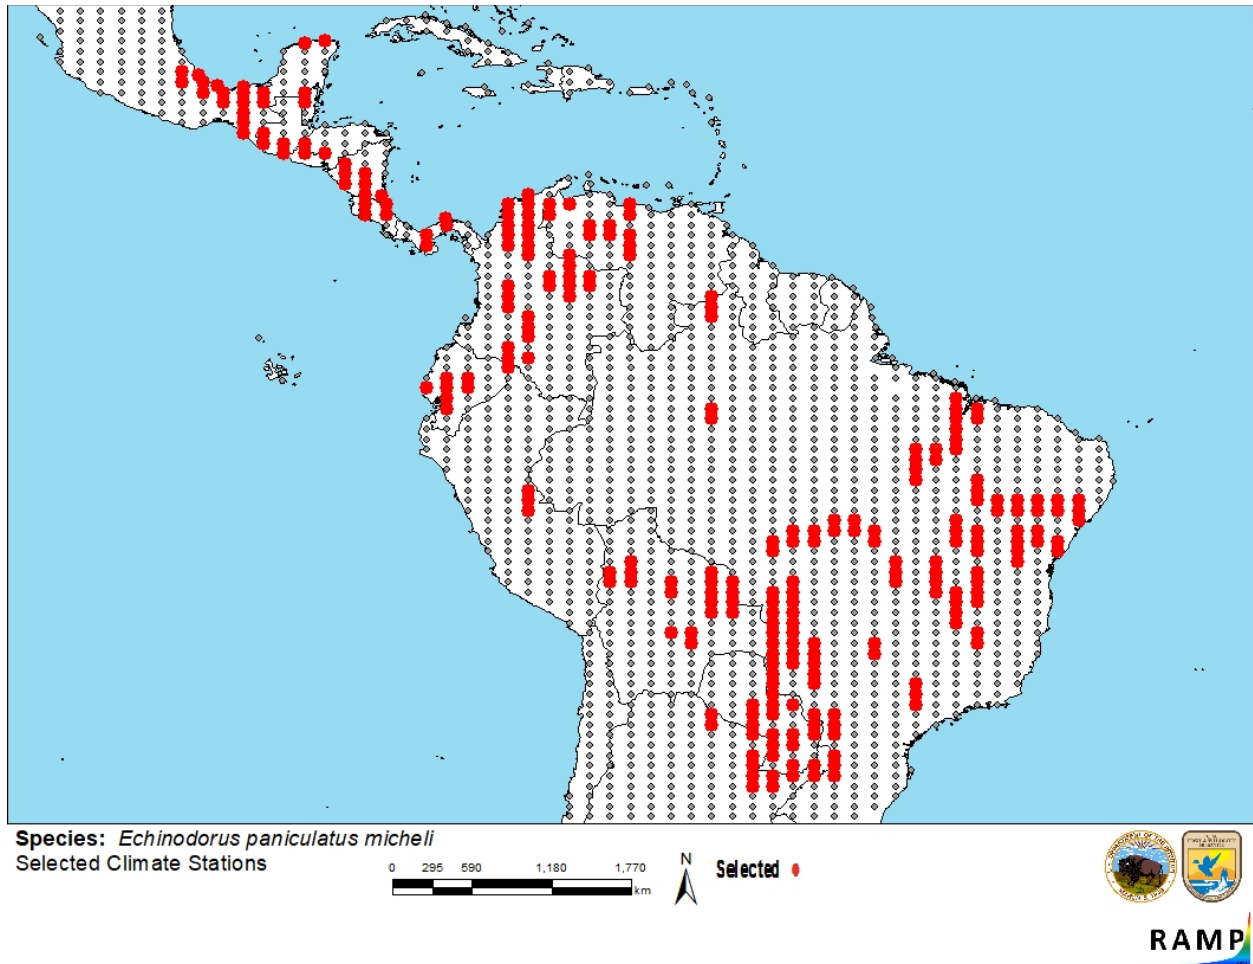 Species: Echinodorus paniculatus micheli
Selected Climate Stations
0 295 590 1,180 1,770
km
N
Selected
RAMP